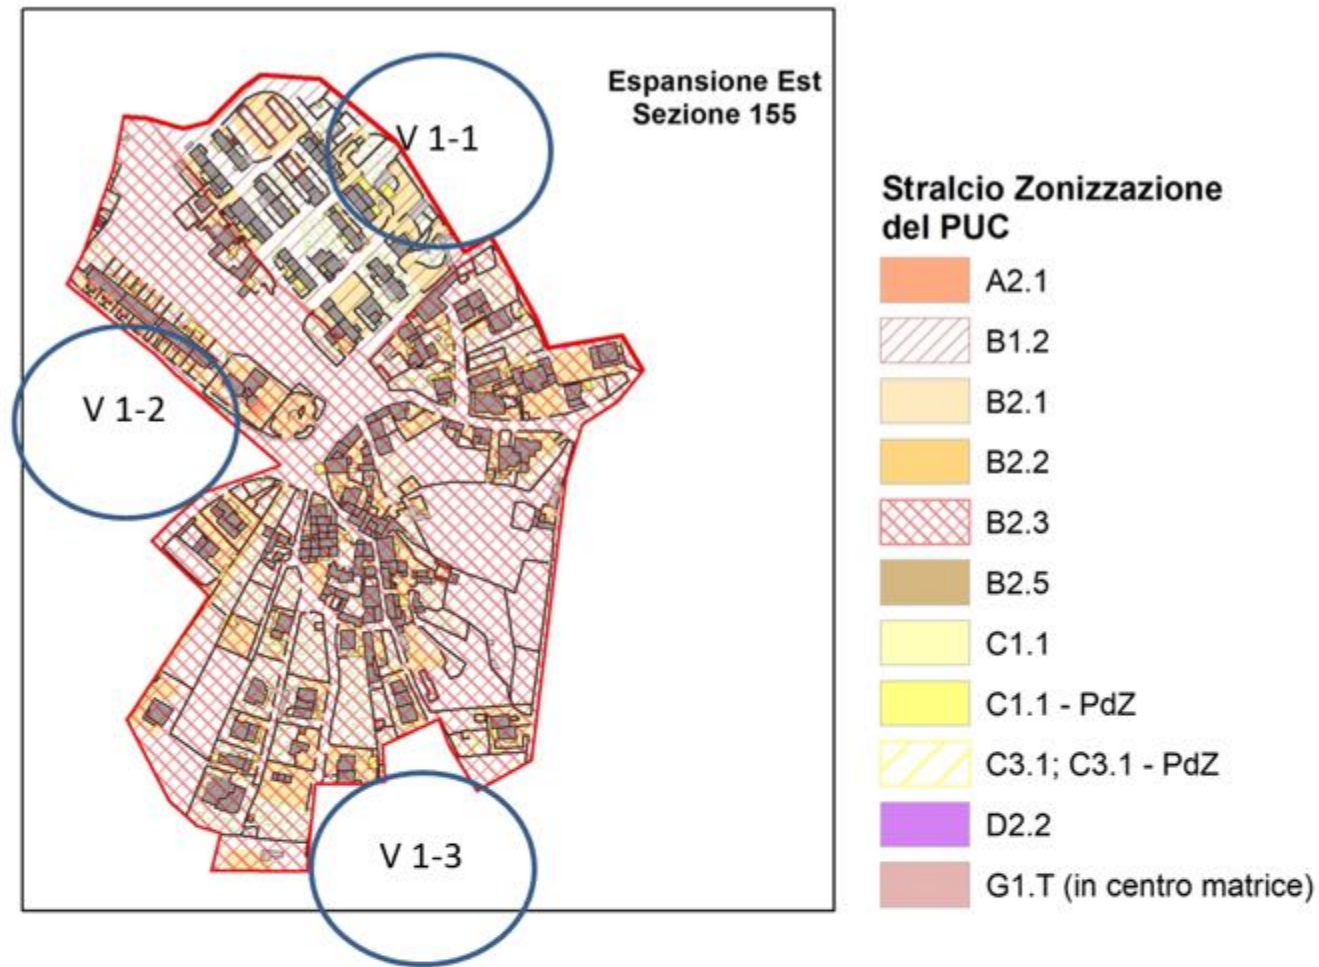 Espansione Est
Sezione 155
V 1-1
V 1-2
V 1-3
Stralcio Zonizzazione
del PUC
A2.1
B1.2
B2.1
B2.2
B2.3
B2.5
C1.1
C1.1 - PdZ
C3.1; C3.1 - PdZ
D2.2
G1.T (in centro matrice)